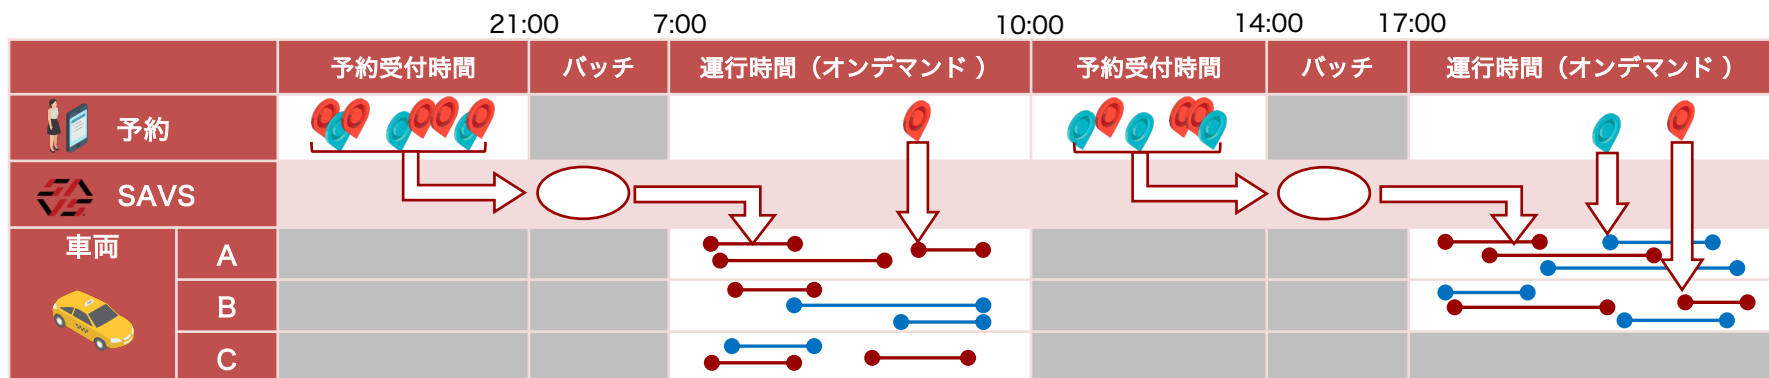 21:00 7:00 10:00 14:00 17:00
予約受付時間 バッチ 運行時間（オンデマンド ） 予約受付時間 バッチ 運行時間（オンデマンド ）
予約
SAVS
車両
A
B
C